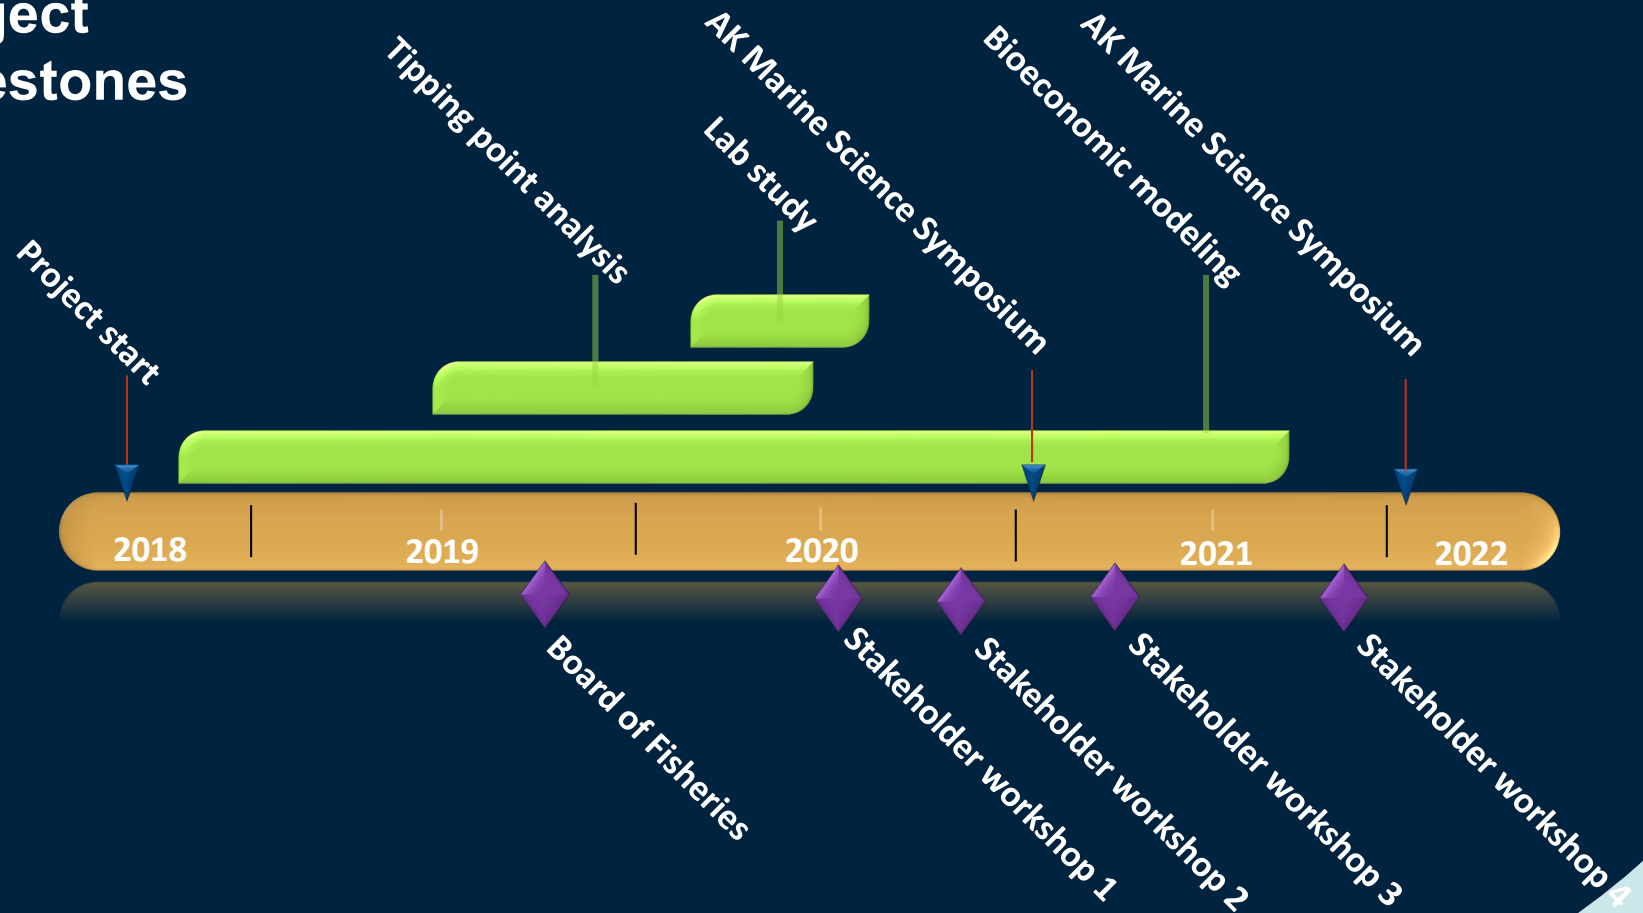 ject
estones
Project start
Tipping point analysis
Lab study
AK Marine Science Symposium
Bioeconomic modeling
AK Marine Science Symposium
2018
2019
2020
2021
2022
Board of Fisheries
Stakeholder workshop 1
Stakeholder workshop 2
Stakeholder workshop 3
Stakeholder workshop 4